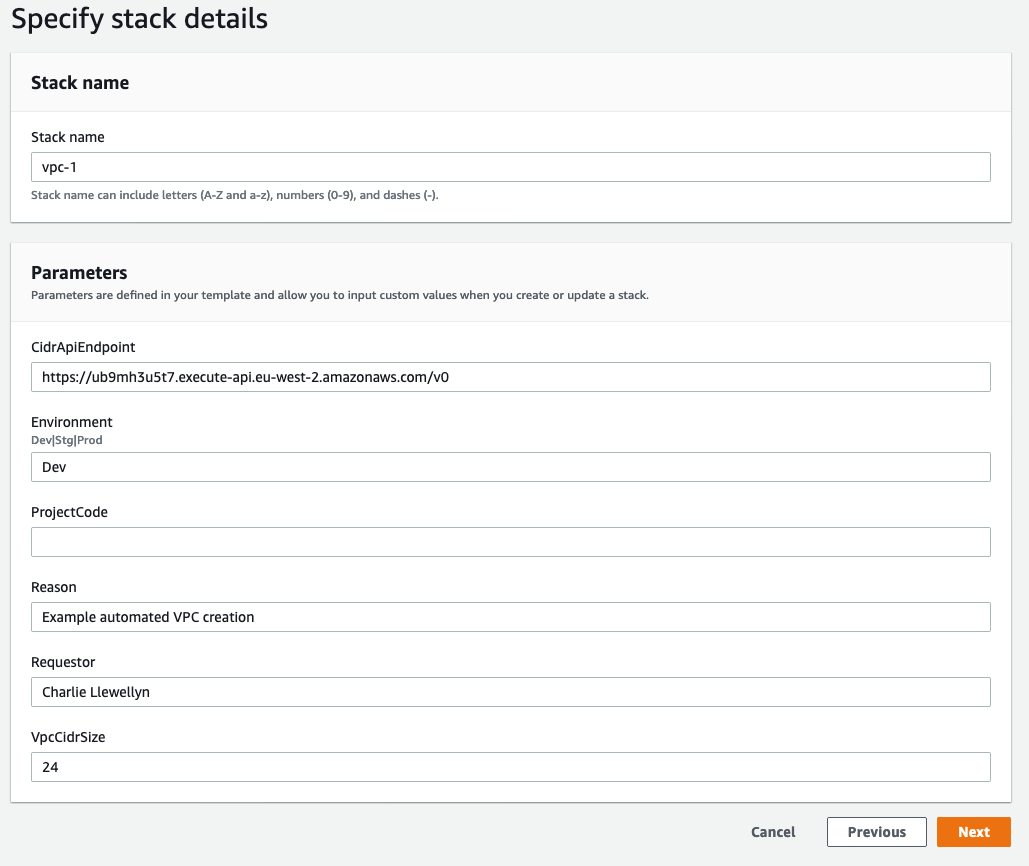 Specify stack details
Stack name
Stack name
vpc-1
Stack name can include letters (A-Z and a-z), numbers (0-9), and dashes (-).
Parameters
Parameters are defined in your template and allow you to input custom values when you create or update a stack.
CidrApiEndpoint
https://ub9mh3u5t7.execute-api.eu-west-2.amazonaws.com/v0
Environment
Dev|Stg|Prod
Dev
ProjectCode
Reason
Example automated VPC creation
Requestor
Charlie Llewellyn
VpcCidrSize
24
Cancel Previous Next